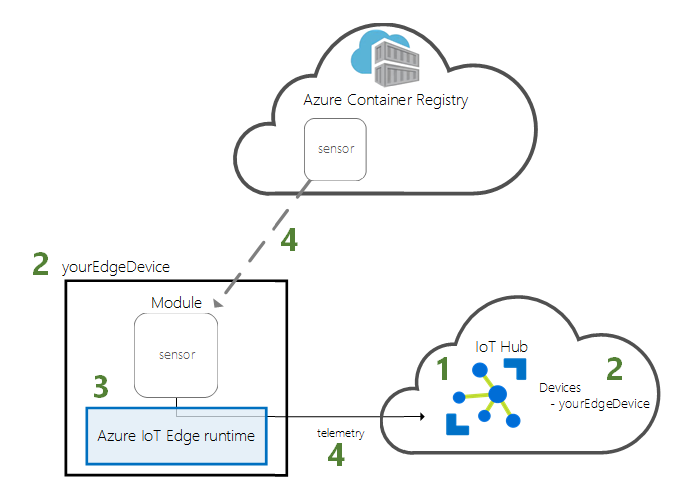 Azure Container Registry
sensor
4
2 yourEdgeDevice
Module
sensor
3
Azure IoT Edge runtime
telemetry
4
IoT Hub
1
2
Devices
- yourEdgeDevice